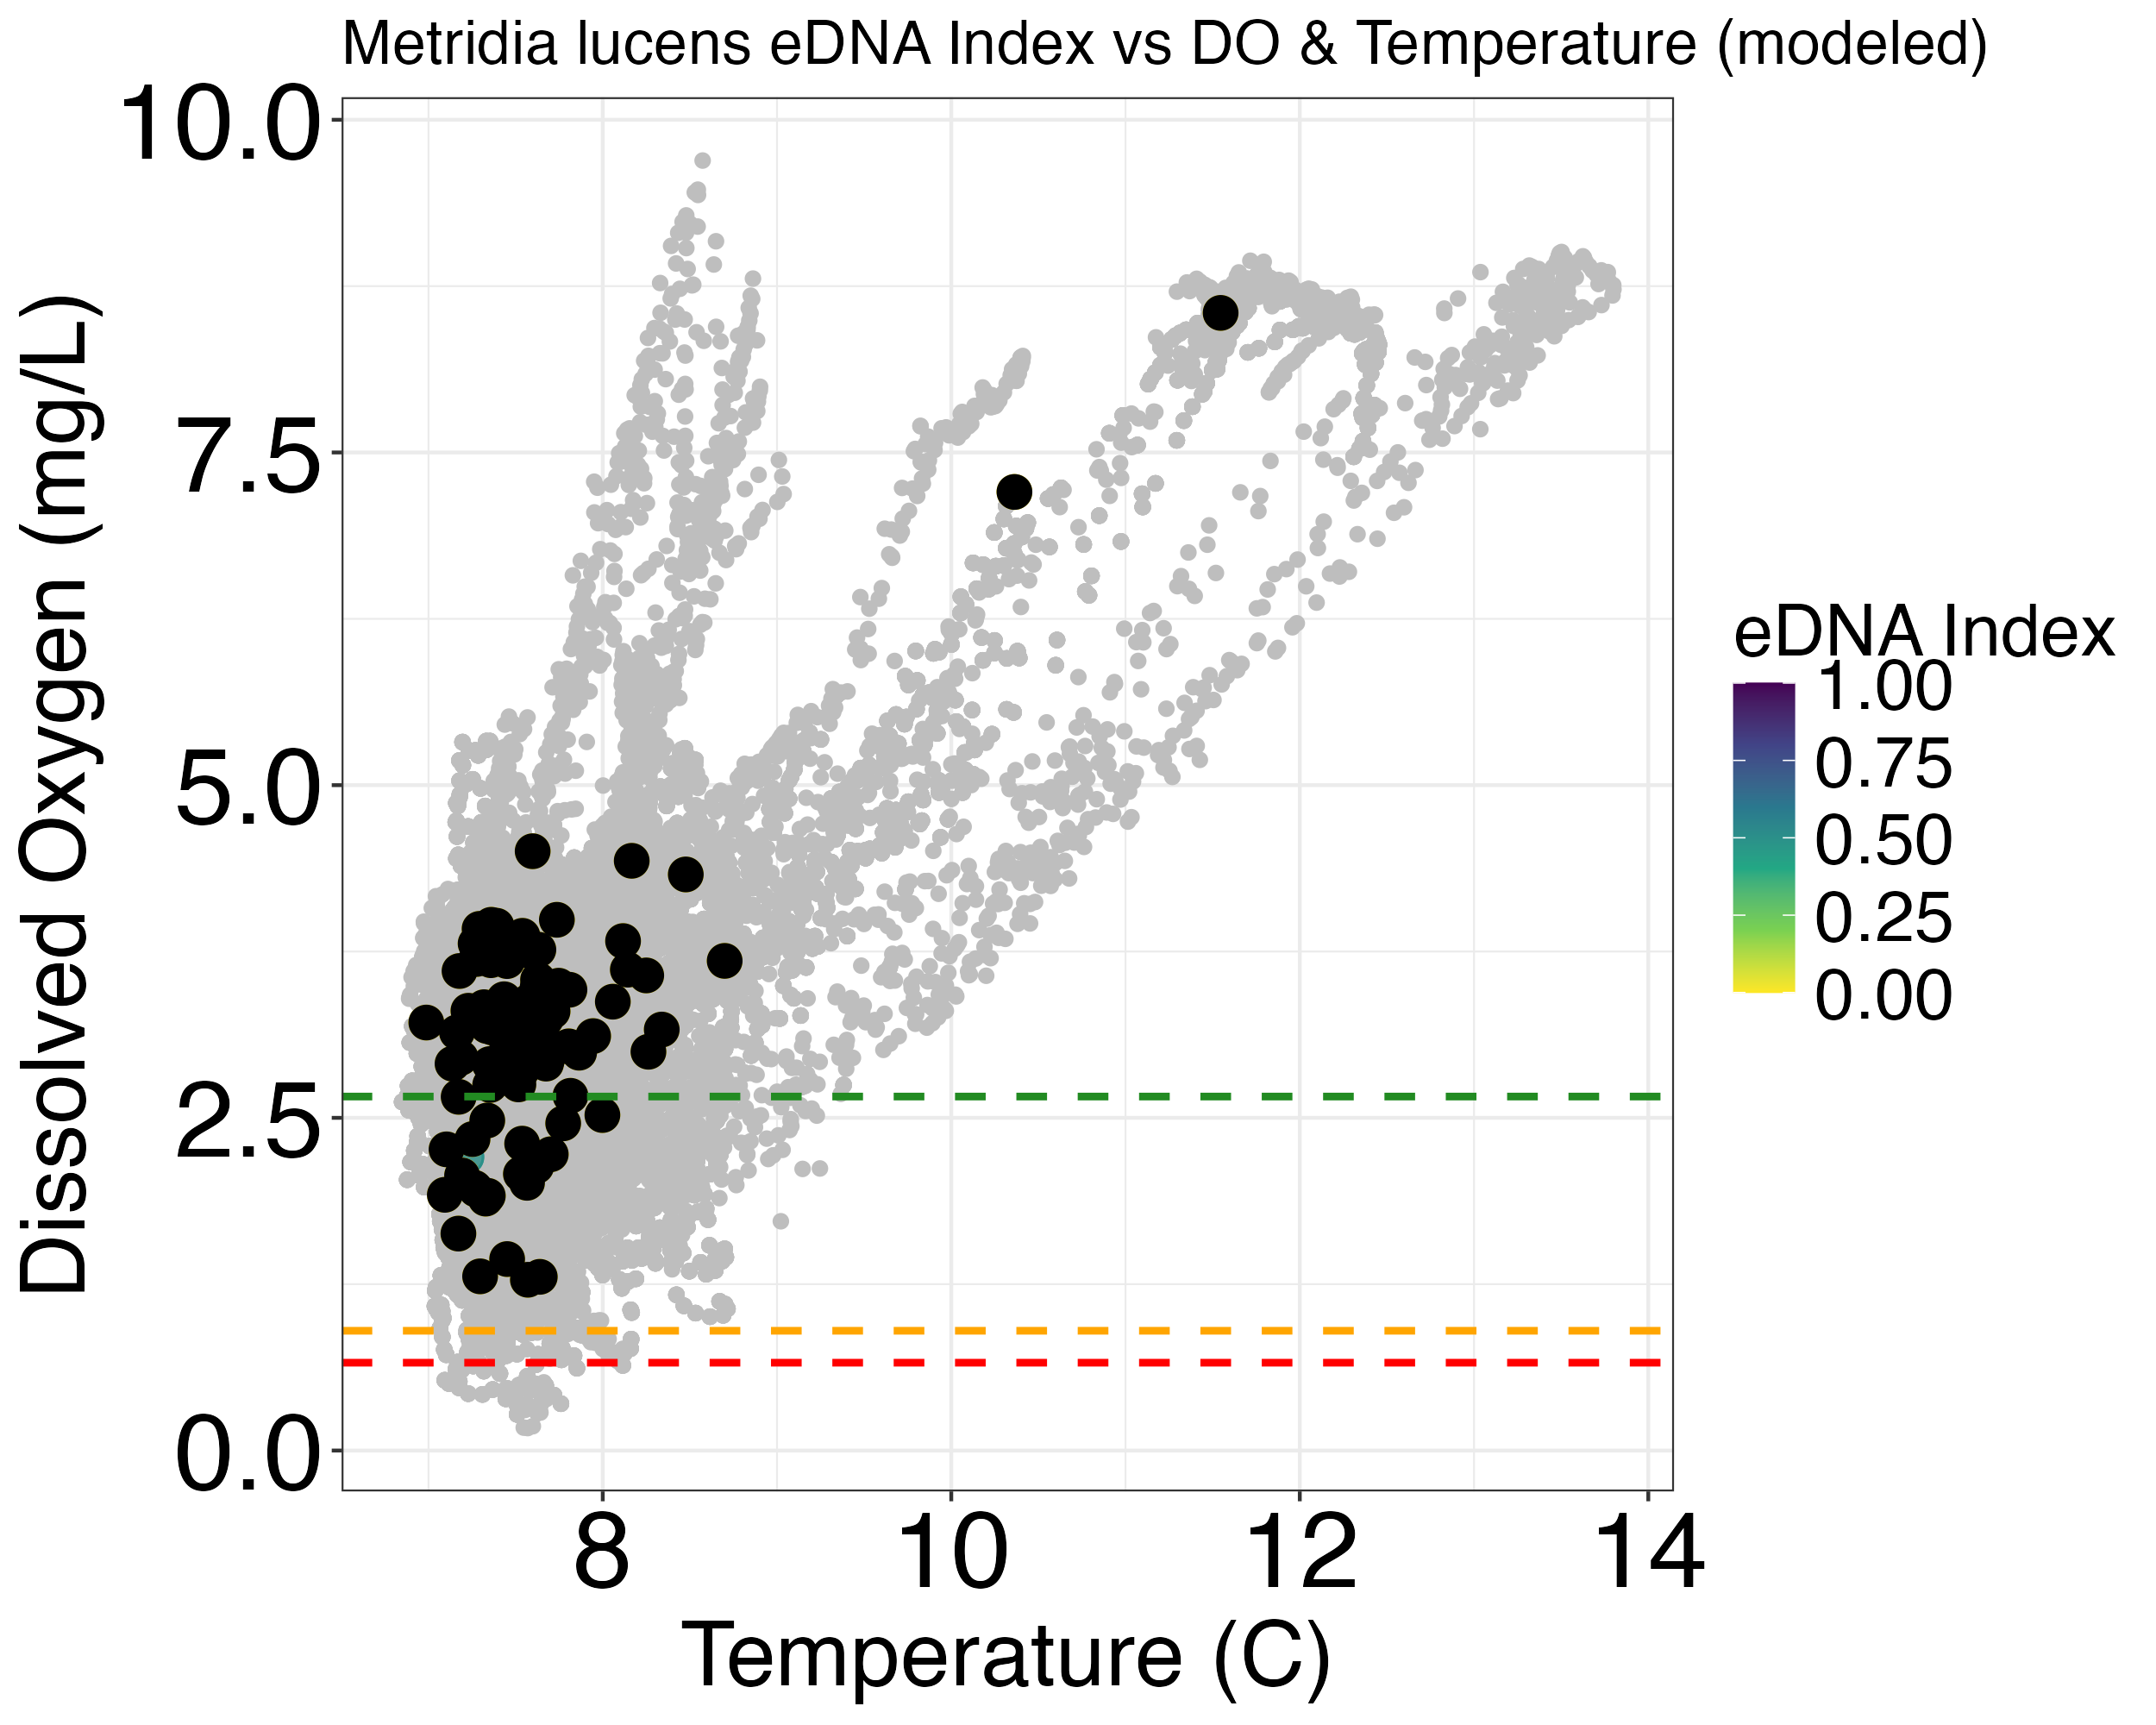 Metridia lucens eDNA Index vs DO & Temperature (modeled)
10.0
7.5
5.0
2.5
0.0
Dissolved Oxygen (mg/L)
8 10 12 14
Temperature (C)
eDNA Index
1.00
0.75
0.50
0.25
0.00